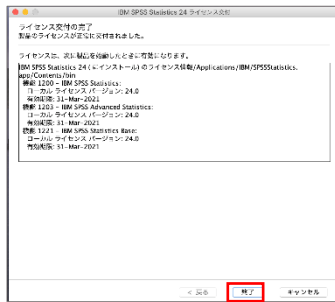 IBM SPSS Statistics 24 ライセンス交付
ライセンス交付の完了
製品のライセンスが正常に交付されました。
ライセンスは、次に製品を始動したときに有効になります。
IBM SPSS Statistics 24 (にインストール) のライセンス情報/Applications/IBM/SPSSStatistics.
app/Contents/bin
機能 1200 - IBM SPSS Statistics:
ローカル ライセンス バージョン: 24.0
有効期限: 31-Mar-2021
機能 1203 - IBM SPSS Advanced Statistics:
ローカル ライセンス バージョン: 24.0
有効期限: 31-Mar-2021
機能 1221 - IBM SPSS Statistics Base:
ローカル ライセンス バージョン: 24.0
有効期限: 31-Mar-2021
< 戻る 終了 キャンセル